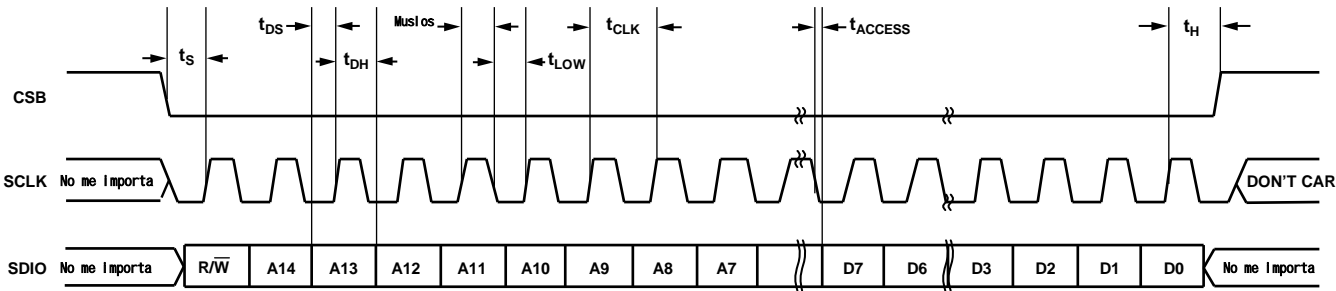 tDS Muslos tCLK tACCESS tH
tS tDH tLOW
CSB
SCLK No me Importa DON'T CAR
SDIO No me Importa R/W̅ A14 A13 A12 A11 A10 A9 A8 A7 D7 D6 D3 D2 D1 D0 No me Importa